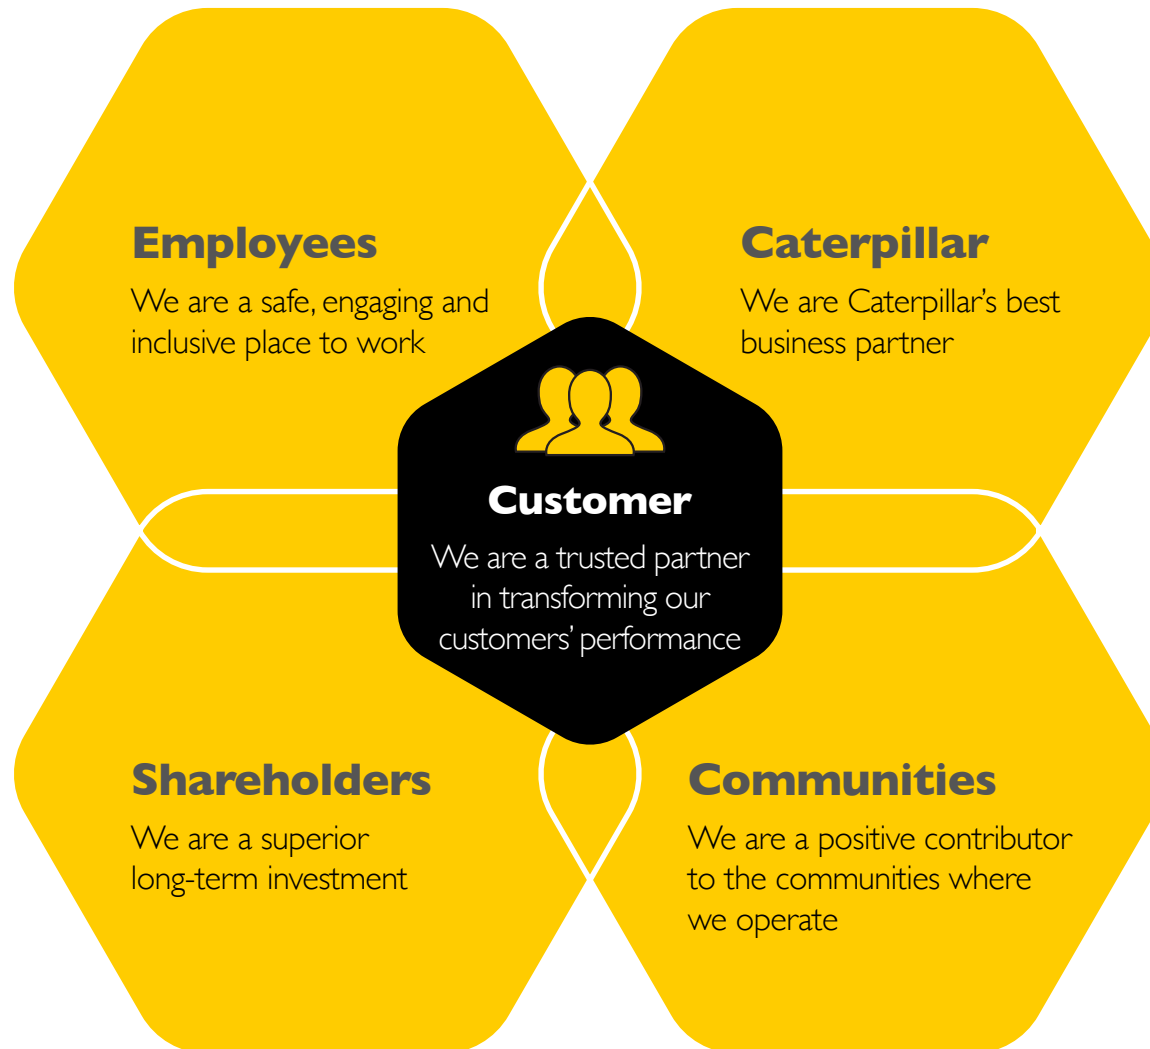 Employees
We are a safe, engaging and
inclusive place to work
Caterpillar
We are Caterpillar's best
business partner
Customer
We are a trusted partner
in transforming our
customers' performance
Shareholders
We are a superior
long-term investment
Communities
We are a positive contributor
to the communities where
we operate